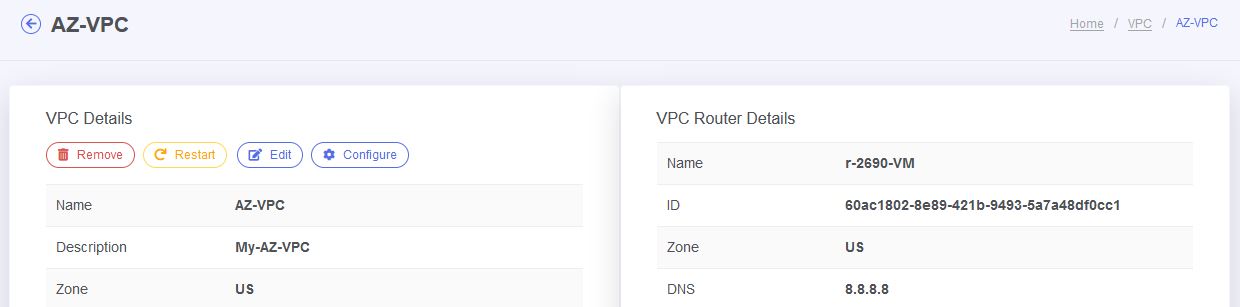 AZ-VPC
Home / VPC / AZ-VPC
VPC Details
Remove Restart Edit Configure
Name AZ-VPC
Description My-AZ-VPC
Zone US
VPC Router Details
Name r-2690-VM
ID 60ac1802-8e89-421b-9493-5a7a48df0cc1
Zone US
DNS 8.8.8.8